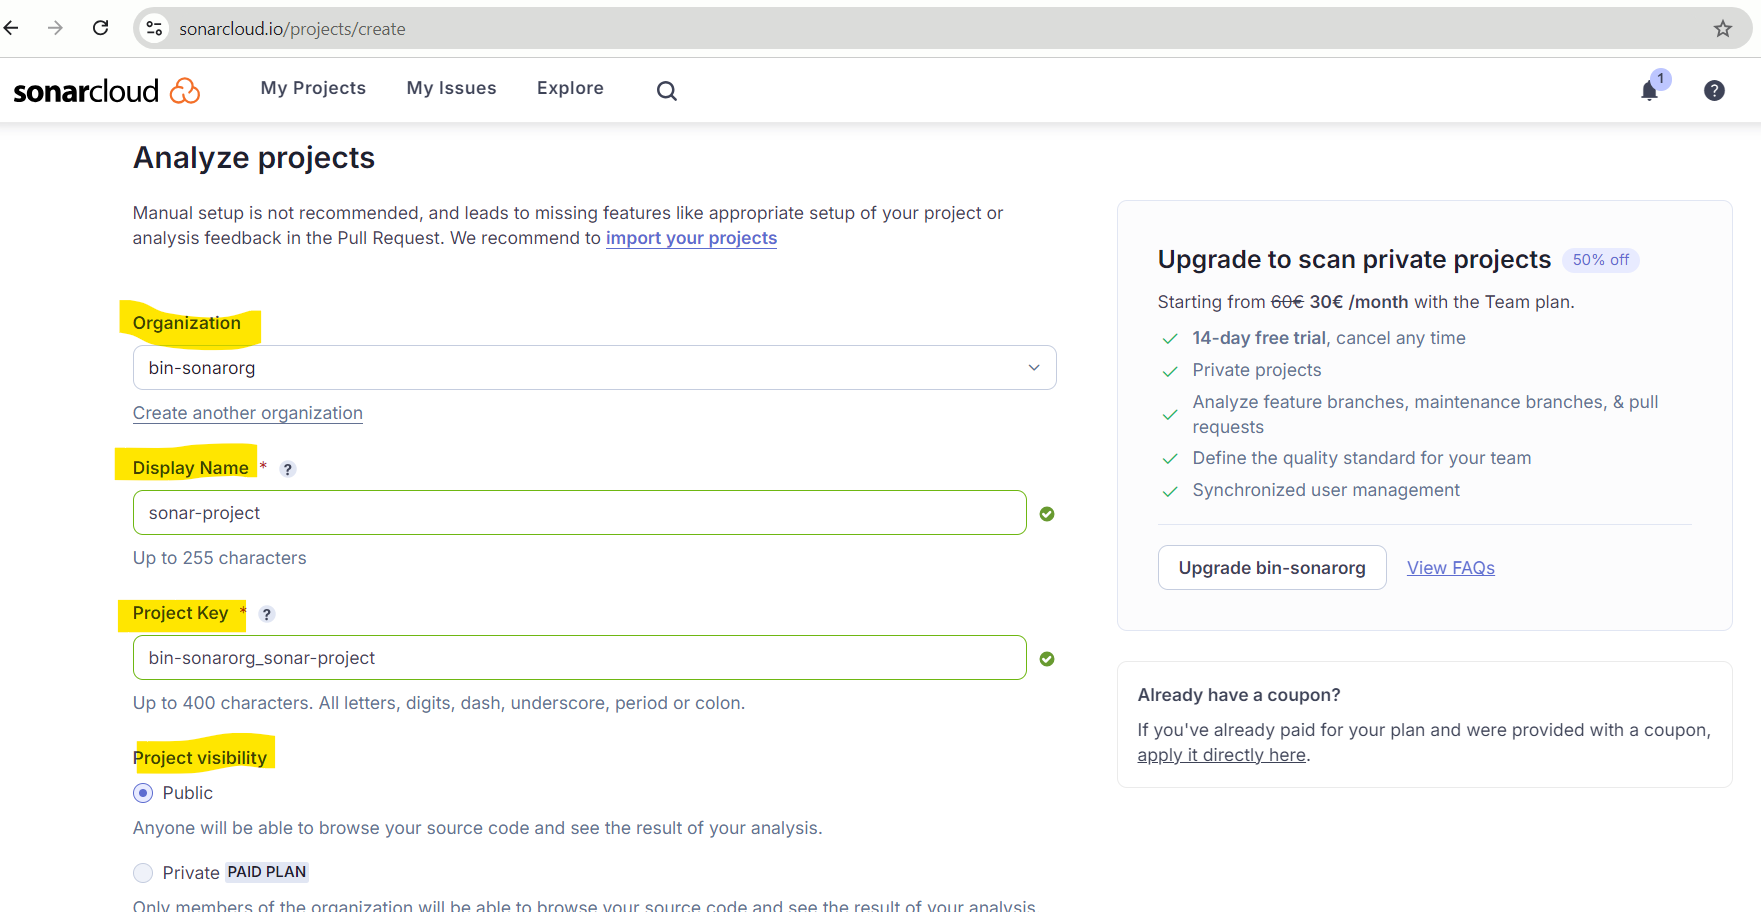 sonarcloud.io/projects/create
sonarcloud
My Projects
My Issues
Explore
1
?
Analyze projects
Manual setup is not recommended, and leads to missing features like appropriate setup of your project or
analysis feedback in the Pull Request. We recommend to import your projects
Organization
bin-sonarorg
Create another organization
Display Name * ?
sonar-project
Up to 255 characters
Project Key * ?
bin-sonarorg_sonar-project
Up to 400 characters. All letters, digits, dash, underscore, period or colon.
Project visibility
Public
Anyone will be able to browse your source code and see the result of your analysis.
Private PAID PLAN
Only members of the organization will be able to browse your source code and see the result of your analysis.
Upgrade to scan private projects 50% off
Starting from 60€ 30€ /month with the Team plan.
14-day free trial, cancel any time
Private projects
Analyze feature branches, maintenance branches, & pull
requests
Define the quality standard for your team
Synchronized user management
Upgrade bin-sonarorg
View FAQs
Already have a coupon?
If you've already paid for your plan and were provided with a coupon,
apply it directly here.